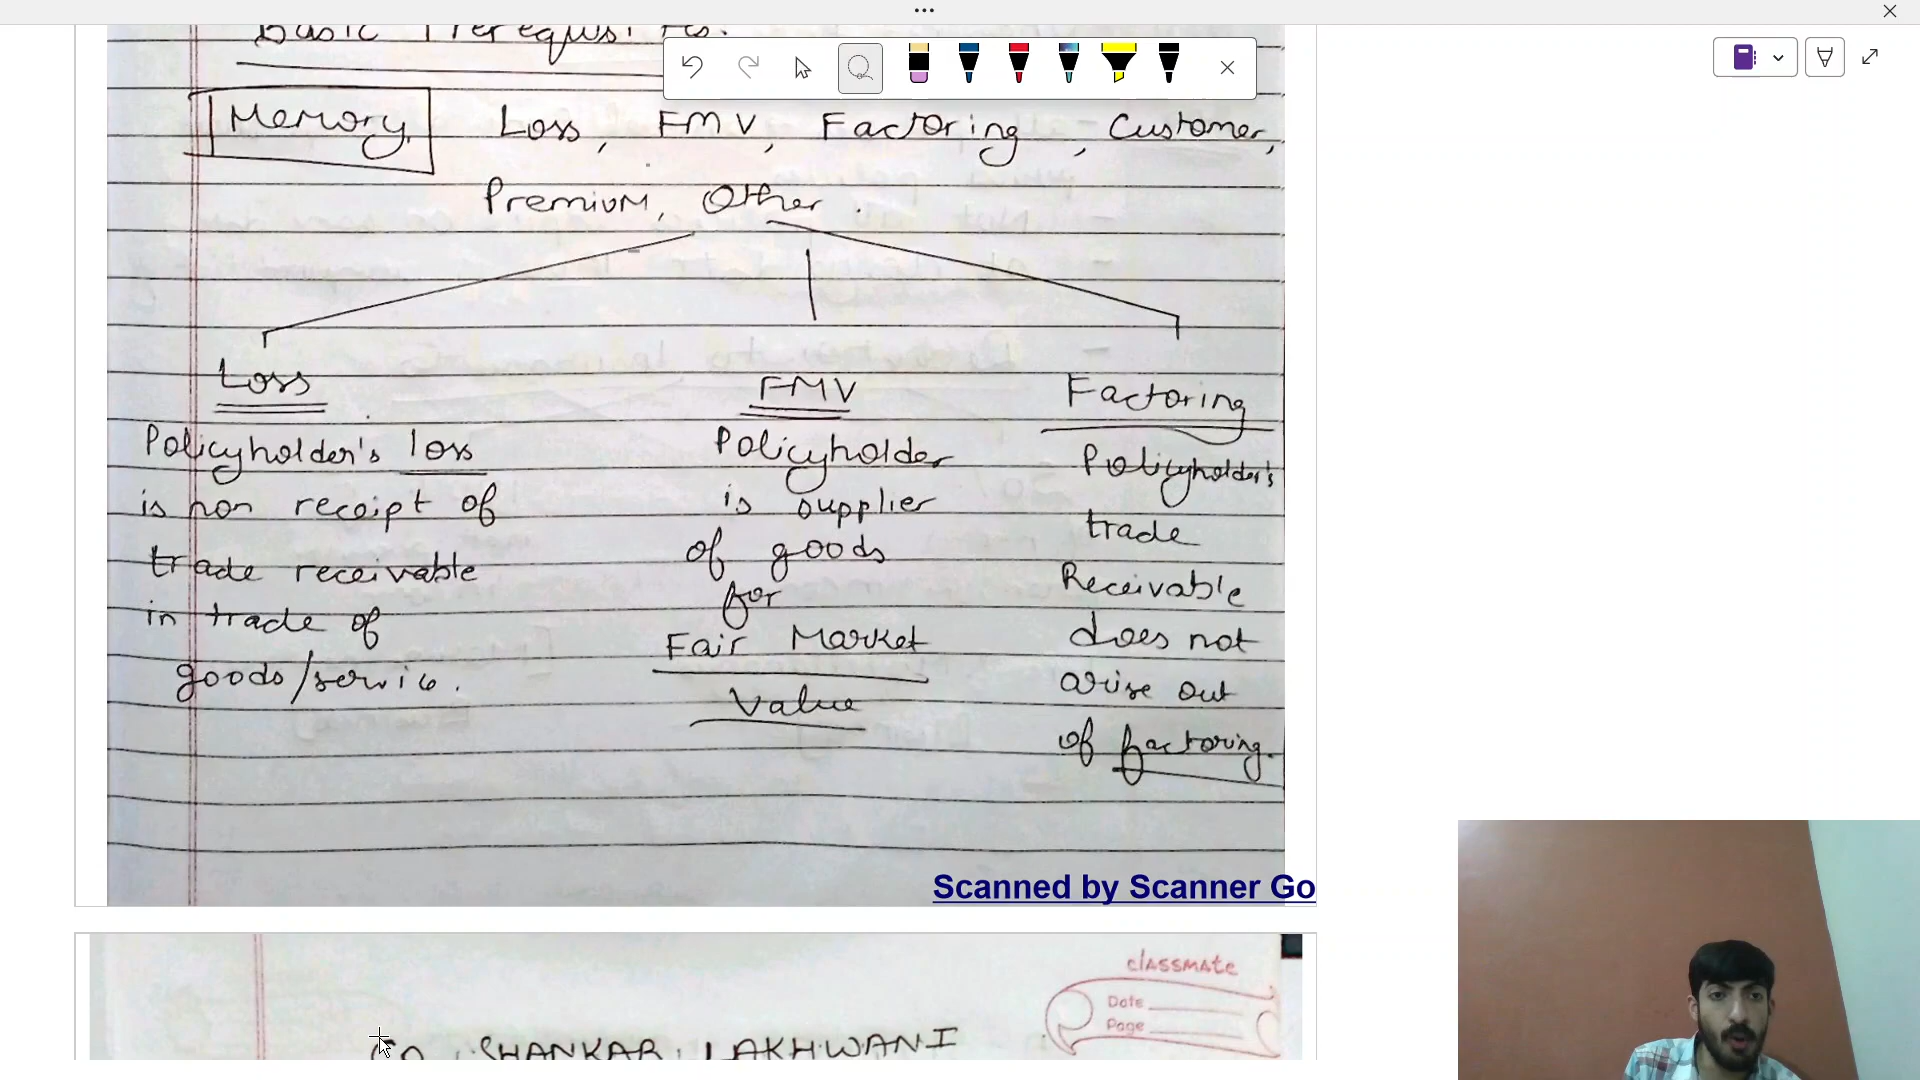 Basic Prerequisites.
Memory Loss, FMV, Factoring, Customer,
Premium, Other.
Loss
Policyholder's loss
is non receipt of
trade receivable
in trade of
goods/service.
FMV
Policyholder
is supplier
of goods
for
Fair Market
Value
Factoring
Policyholder's
trade
Receivable
does not
arise out
of factoring.
Scanned by Scanner Go
classmate
Date
Page
SHANKAR LAKHWANI